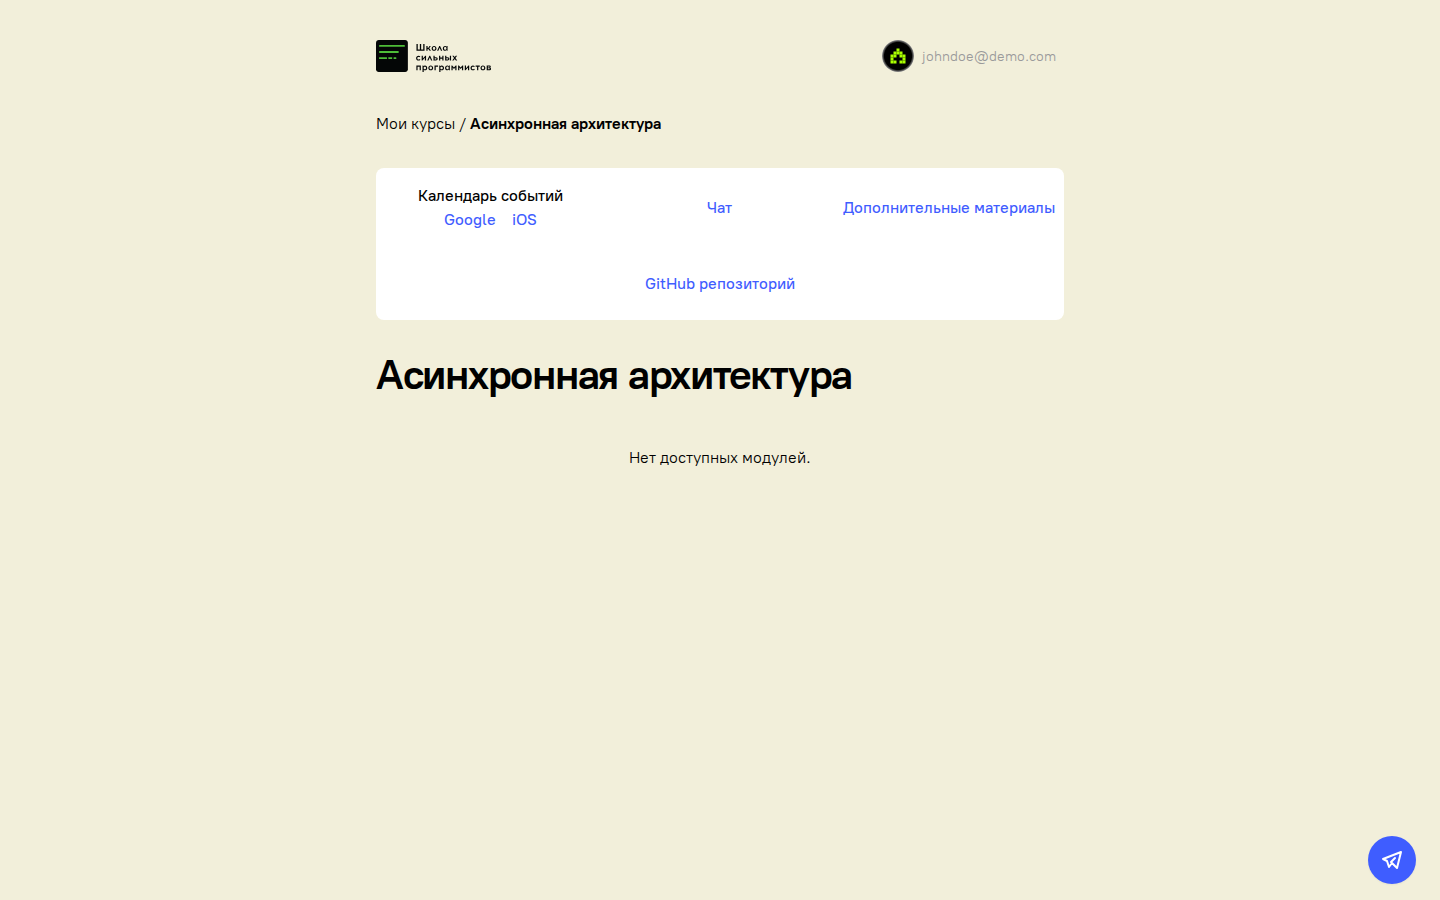 Школа
сильных
программистов
johndoe@demo.com
Мои курсы / Асинхронная архитектура
Календарь событий
Google iOS
Чат
Дополнительные материалы
GitHub репозиторий
Асинхронная архитектура
Нет доступных модулей.